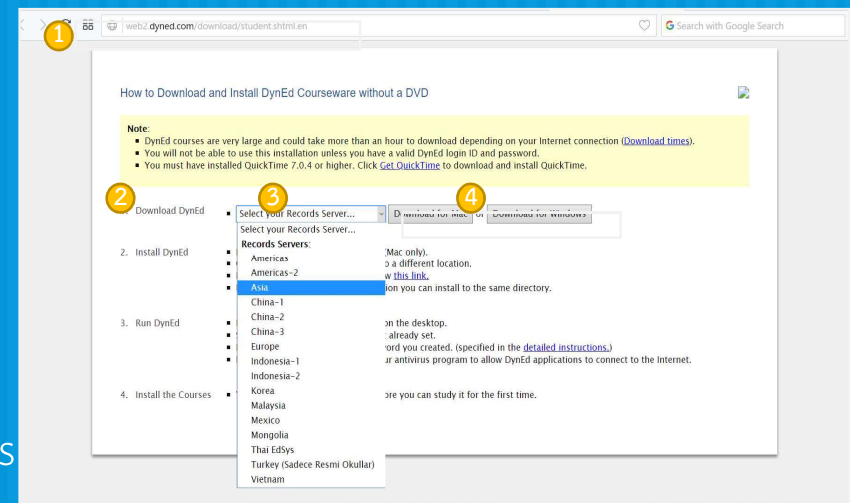 1
web2.dyned.com/download/student.shtml.en
G Search with Google Search
How to Download and Install DynEd Courseware without a DVD
Note:
▪ DynEd courses are very large and could take more than an hour to download depending on your Internet connection (Download times).
▪ You will not be able to use this installation unless you have a valid DynEd login ID and password.
▪ You must have installed QuickTime 7.0.4 or higher. Click Get QuickTime to download and install QuickTime.
2 3 4
Download DynEd ▪ Select your Records Server... Download for Mac or Download for Windows
Select your Records Server...
Records Servers:
2. Install DynEd (Mac only).
Americas
to a different location.
Americas-2
this link.
Asia
you can install to the same directory.
China-1
China-2
3. Run DynEd on the desktop.
China-3
already set.
Europe
you created. (specified in the detailed instructions.)
Indonesia-1
antivirus program to allow DynEd applications to connect to the Internet.
Indonesia-2
Korea
4. Install the Courses you can study it for the first time.
Malaysia
Mexico
Mongolia
Thai EdSys
S
Turkey (Sadece Resmi Okullar)
Vietnam